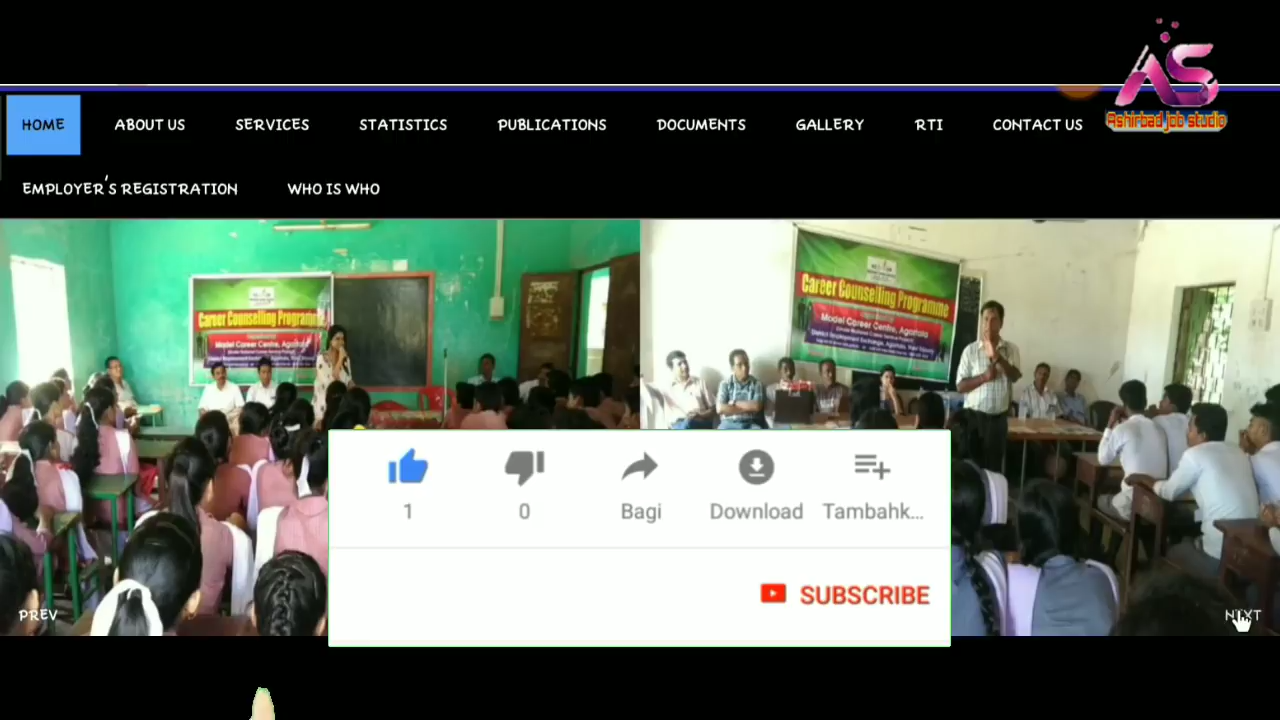 AS
Ashirbad job studio
HOME
ABOUT US
SERVICES
STATISTICS
PUBLICATIONS
DOCUMENTS
GALLERY
RTI
CONTACT US
EMPLOYER'S REGISTRATION
WHO IS WHO
Career Counselling Programme
Model Career Centre, Agartala
Career Counselling Programme
Model Career Centre, Agartala
1
0
Bagi
Download
Tambahk...
SUBSCRIBE
PREV
NEXT